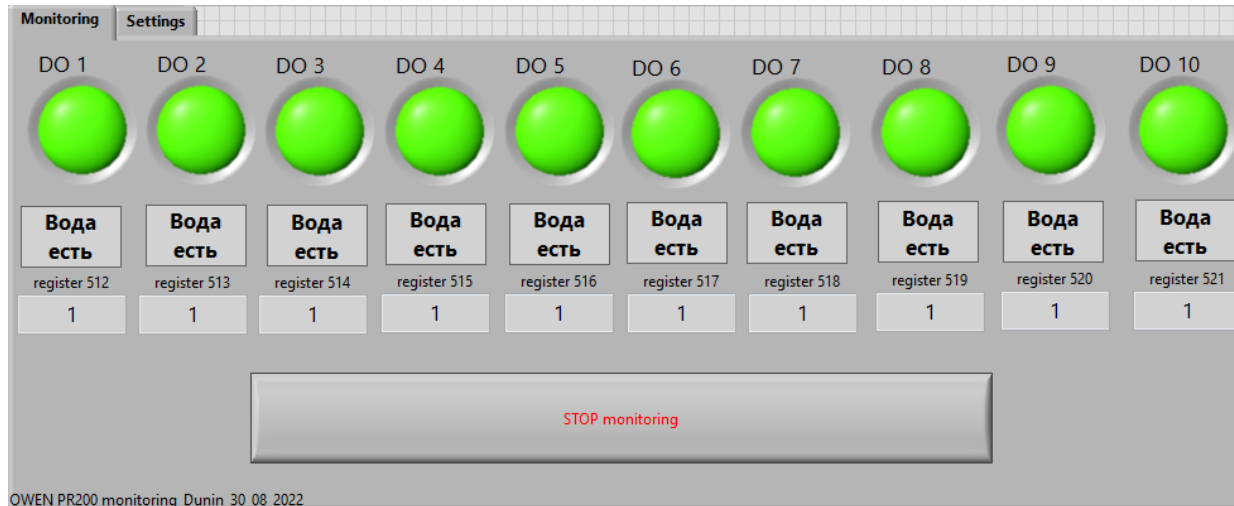 Monitoring Settings
DO 1 DO 2 DO 3 DO 4 DO 5 DO 6 DO 7 DO 8 DO 9 DO 10
Вода Вода Вода Вода Вода Вода Вода Вода Вода Вода
есть есть есть есть есть есть есть есть есть есть
register 512 register 513 register 514 register 515 register 516 register 517 register 518 register 519 register 520 register 521
1 1 1 1 1 1 1 1 1 1
STOP monitoring
OWEN PR200 monitoring Dunin 30 08 2022